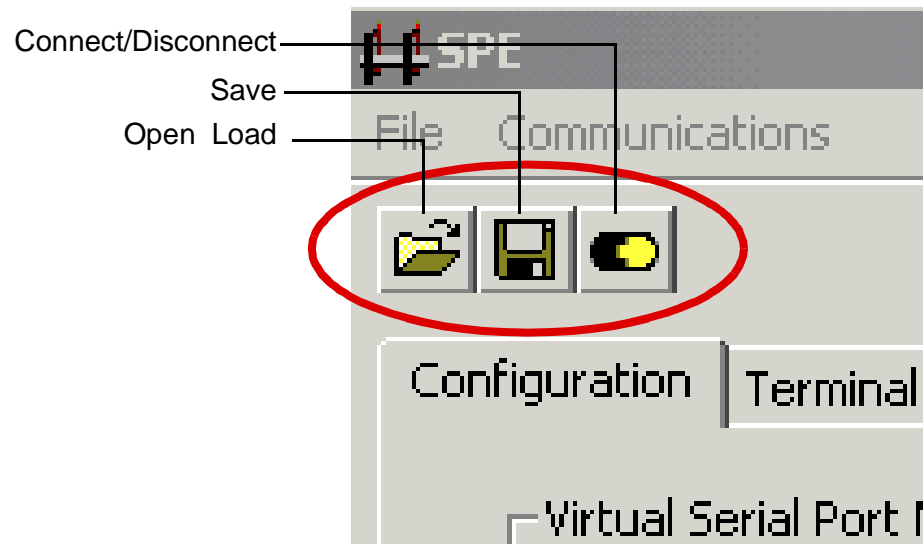 Connect/Disconnect
Save
Open Load
SPE
File Communications
Configuration Terminal
Virtual Serial Port